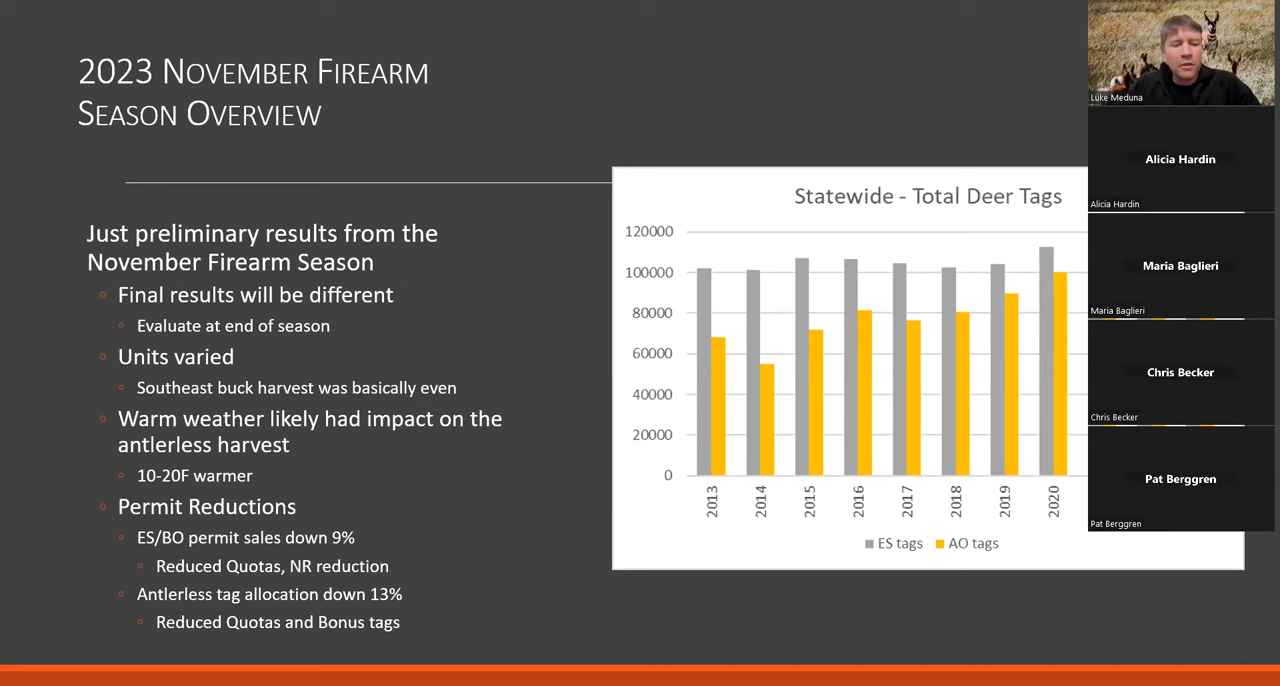 2023 NOVEMBER FIREARM
SEASON OVERVIEW
Just preliminary results from the
November Firearm Season
Final results will be different
Evaluate at end of season
Units varied
Southeast buck harvest was basically even
Warm weather likely had impact on the
antlerless harvest
10-20F warmer
Permit Reductions
ES/BO permit sales down 9%
Reduced Quotas, NR reduction
Antlerless tag allocation down 13%
Reduced Quotas and Bonus tags
Statewide - Total Deer Tags
120000
100000
80000
60000
40000
20000
0
2013
2014
2015
2016
2017
2018
2019
2020
ES tags
AO tags
Luke Meduna
Alicia Hardin
Alicia Hardin
Maria Baglieri
Maria Baglieri
Chris Becker
Chris Becker
Pat Berggren
Pat Berggren